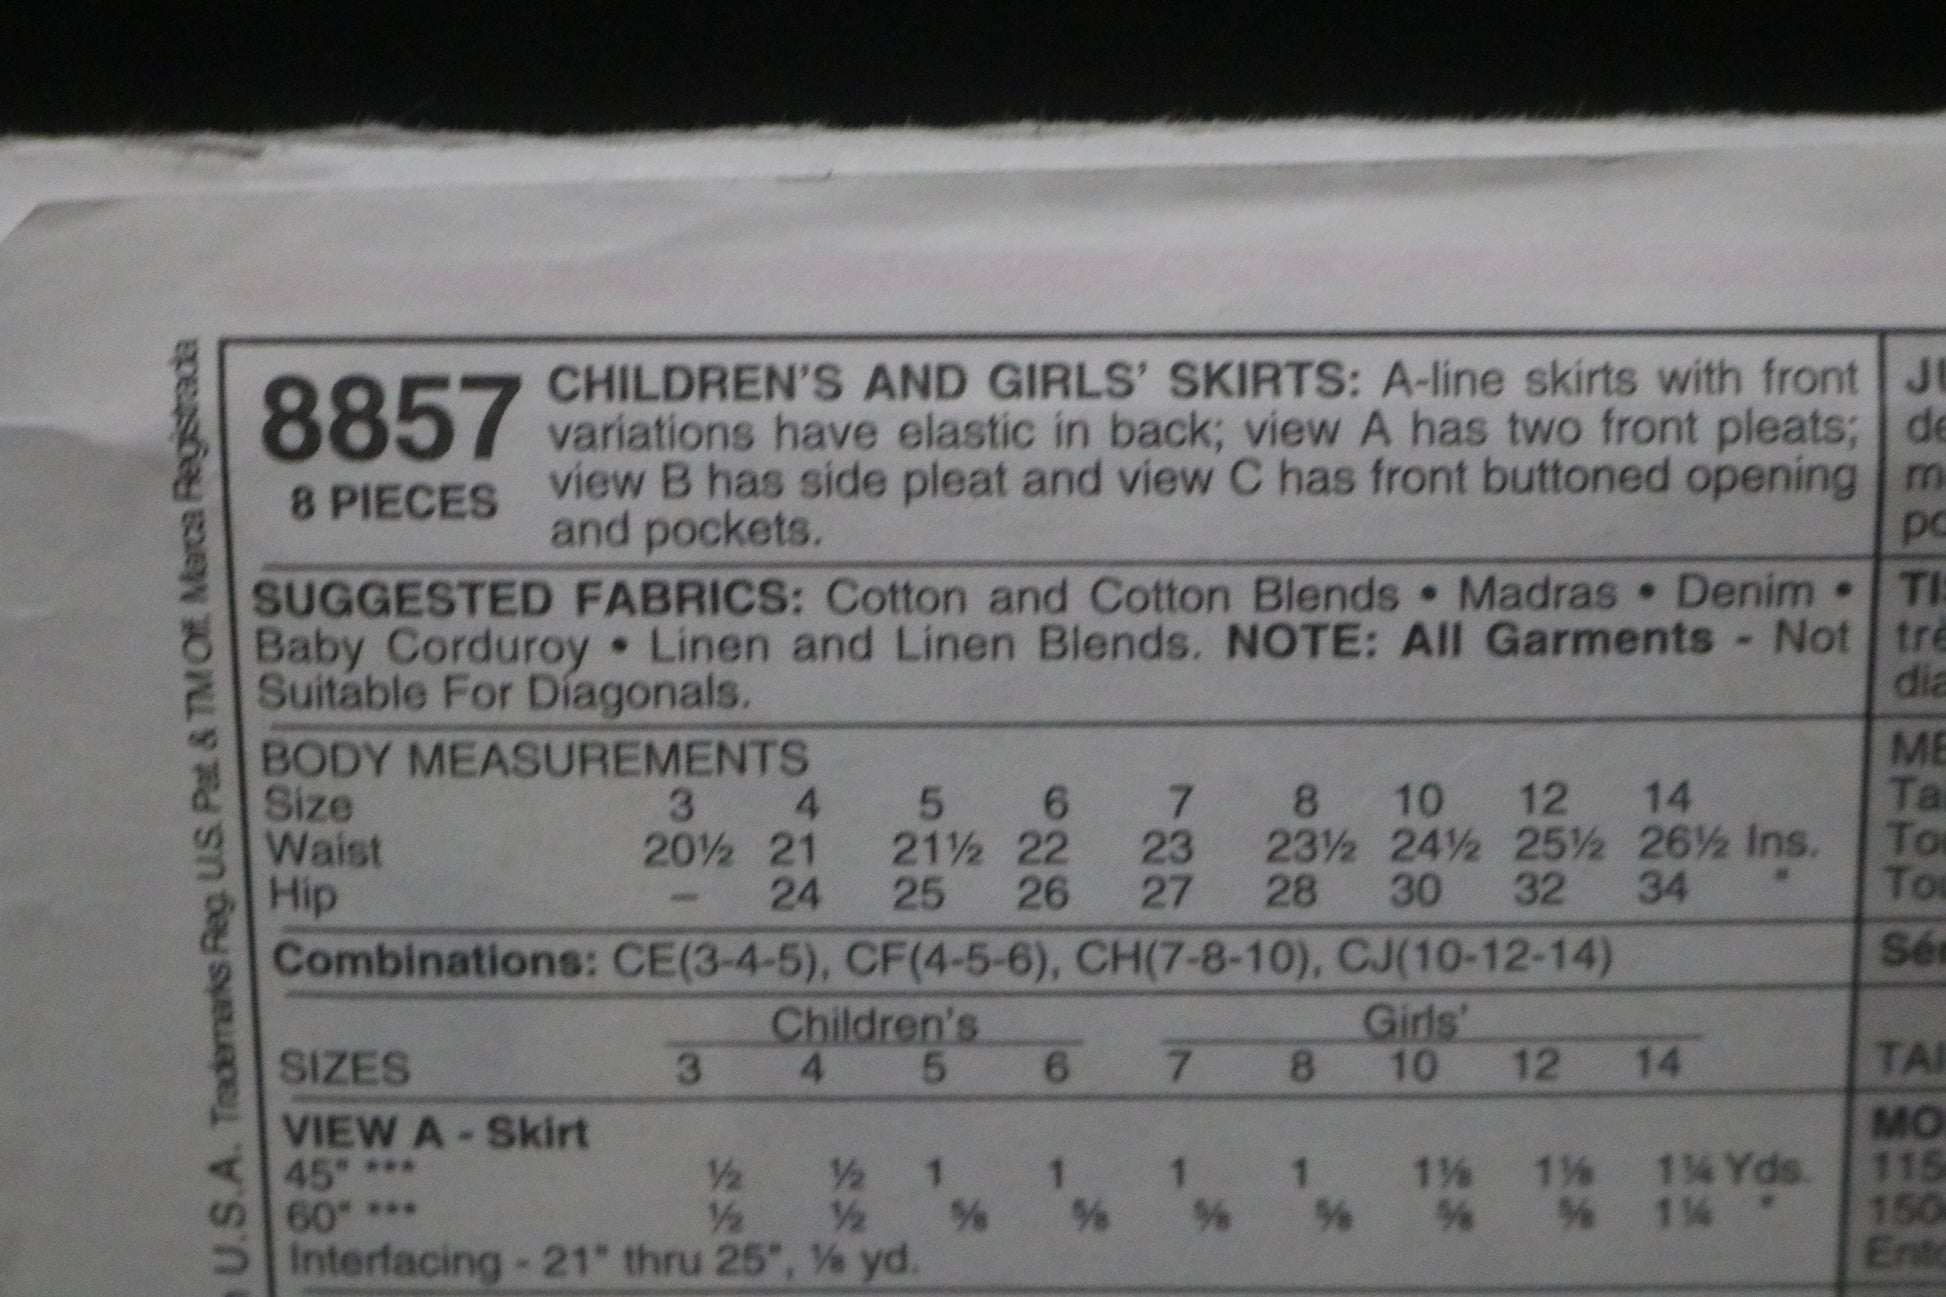 8857
8 PIECES
CHILDREN'S AND GIRLS' SKIRTS: A-line skirts with front
variations have elastic in back; view A has two front pleats;
view B has side pleat and view C has front buttoned opening
and pockets.
SUGGESTED FABRICS: Cotton and Cotton Blends • Madras • Denim •
Baby Corduroy • Linen and Linen Blends. NOTE: All Garments - Not
Suitable For Diagonals.
BODY MEASUREMENTS
Size 3 4 5 6 7 8 10 12 14
Waist 20½ 21 21½ 22 23 23½ 24½ 25½ 26½ Ins.
Hip – 24 25 26 27 28 30 32 34 "
Combinations: CE(3-4-5), CF(4-5-6), CH(7-8-10), CJ(10-12-14)
Children's Girls'
SIZES 3 4 5 6 7 8 10 12 14
VIEW A - Skirt
45" *** ½ ½ 1 1 1 1 1⅛ 1⅛ 1¼ Yds.
60" *** ½ ½ ⅝ ⅝ ⅝ ⅝ ⅝ ⅝ 1¼ "
Interfacing - 21" thru 25", ⅛ yd.
U.S.A. Trademarks Reg. U.S. Pat. & TM Off. Marca Registrada
TAI
MO